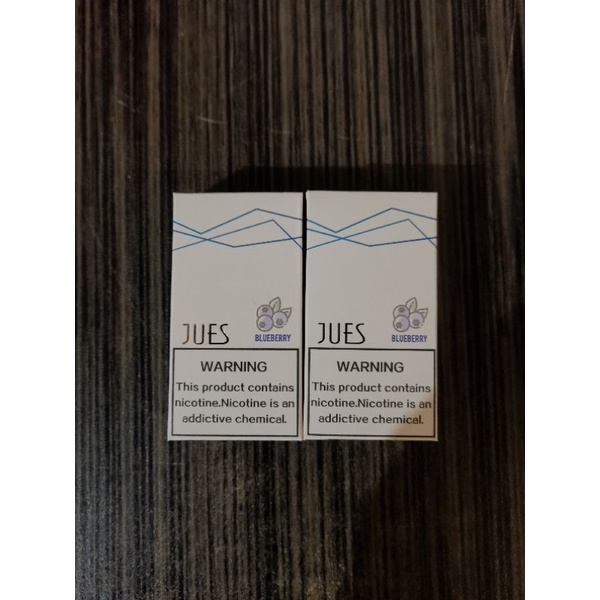 JUES
BLUEBERRY
WARNING
This product contains
nicotine.Nicotine is an
addictive chemical.
JUES
BLUEBERRY
WARNING
This product contains
nicotine.Nicotine is an
addictive chemical.